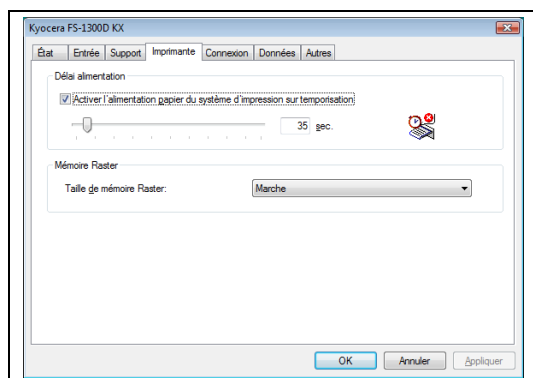 Kyocera FS-1300D KX
État Entrée Support Imprimante Connexion Données Autres
Délai alimentation
Activer l'alimentation papier du système d'impression sur temporisation
35 sec.
Mémoire Raster
Taille de mémoire Raster: Marche
OK Annuler Appliquer